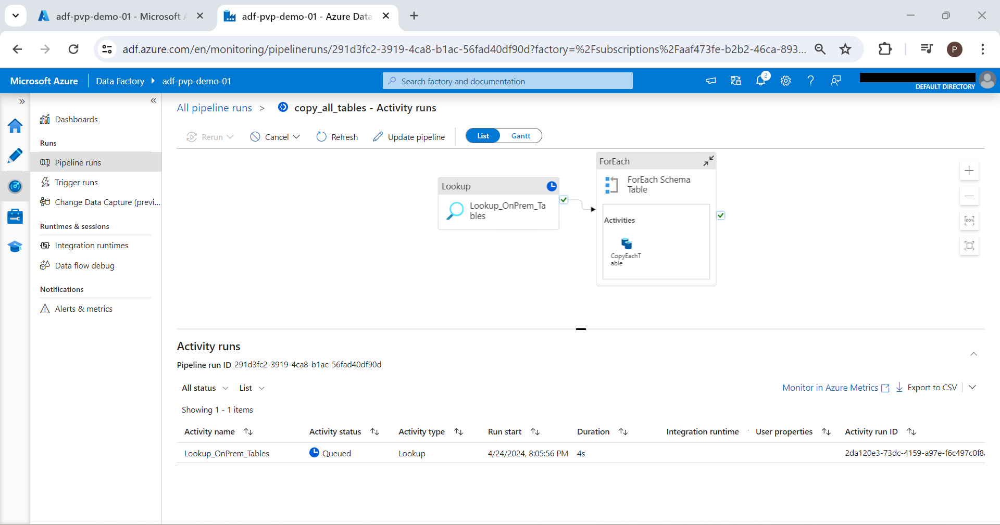 adf-pvp-demo-01 - Microsoft A
adf-pvp-demo-01 - Azure Data
adf.azure.com/en/monitoring/pipelineruns/291d3fc2-3919-4ca8-b1ac-56fad40df90d?factory=%2Fsubscriptions%2Faaf473fe-b2b2-46ca-893...
P
Microsoft Azure
Data Factory
adf-pvp-demo-01
Search factory and documentation
2
DEFAULT DIRECTORY
Dashboards
Runs
Pipeline runs
Trigger runs
Change Data Capture (previ...
Runtimes & sessions
Integration runtimes
Data flow debug
Notifications
Alerts & metrics
All pipeline runs > copy_all_tables - Activity runs
Rerun
Cancel
Refresh
Update pipeline
List
Gantt
Lookup
Lookup_OnPrem_Ta
bles
ForEach
ForEach Schema
Table
Activities
CopyEachT
able
100%
Activity runs
Pipeline run ID 291d3fc2-3919-4ca8-b1ac-56fad40df90d
All status
List
Monitor in Azure Metrics
Export to CSV
Showing 1 - 1 items
Activity name Activity status Activity type Run start Duration Integration runtime User properties Activity run ID
Lookup_OnPrem_Tables Queued Lookup 4/24/2024, 8:05:56 PM 4s 2da120e3-73dc-4159-a97e-f6c497c0f8